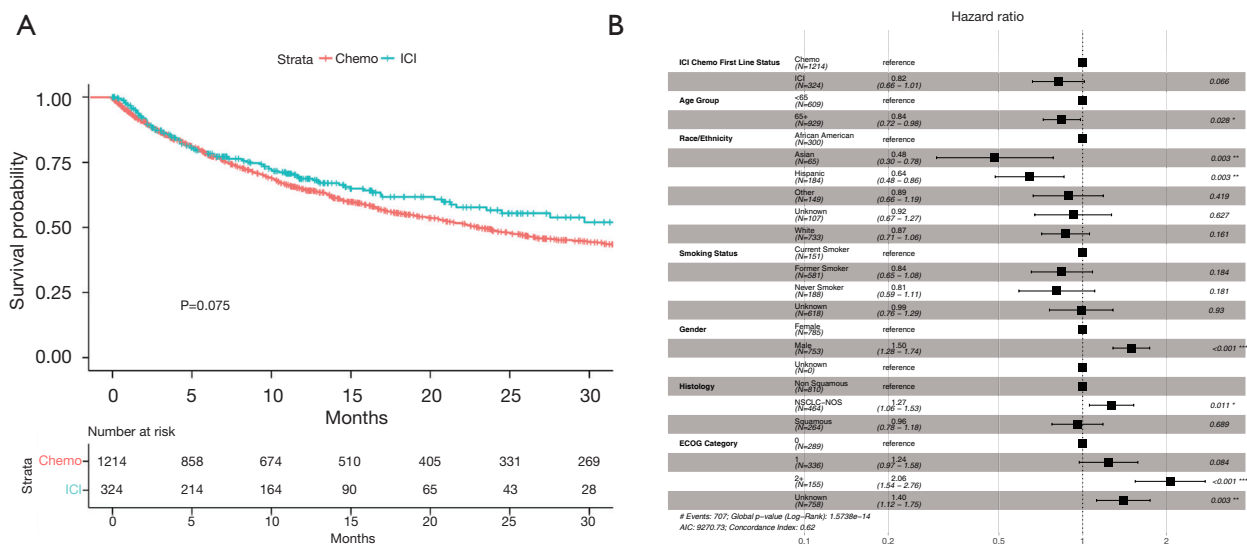 A
Strata Chemo ICI
Survival probability
1.00
0.75
0.50
0.25
0.00
P=0.075
0 5 10 15 20 25 30
Months
Number at risk
Strata
Chemo 1214 858 674 510 405 331 269
ICI 324 214 164 90 65 43 28
0 5 10 15 20 25 30
Months
B
Hazard ratio
ICI Chemo First Line Status Chemo reference
(N=1214)
ICI 0.82 0.066
(N=324) (0.66 − 1.01)
Age Group <65 reference
(N=609)
65+ 0.84 0.028 *
(N=929) (0.72 − 0.98)
Race/Ethnicity African American reference
(N=300)
Asian 0.48 0.003 **
(N=65) (0.30 − 0.78)
Hispanic 0.64 0.003 **
(N=184) (0.48 − 0.86)
Other 0.89 0.419
(N=149) (0.66 − 1.19)
Unknown 0.92 0.627
(N=107) (0.67 − 1.27)
White 0.87 0.161
(N=733) (0.71 − 1.06)
Smoking Status Current Smoker reference
(N=151)
Former Smoker 0.84 0.184
(N=581) (0.65 − 1.08)
Never Smoker 0.81 0.181
(N=188) (0.59 − 1.11)
Unknown 0.99 0.93
(N=618) (0.76 − 1.29)
Gender Female reference
(N=785)
Male 1.50 <0.001 ***
(N=753) (1.28 − 1.74)
Unknown reference
(N=0)
Histology Non Squamous reference
(N=810)
NSCLC−NOS 1.27 0.011 *
(N=464) (1.06 − 1.53)
Squamous 0.96 0.689
(N=264) (0.78 − 1.18)
ECOG Category 0 reference
(N=289)
1 1.24 0.084
(N=336) (0.97 − 1.58)
2+ 2.06 <0.001 ***
(N=155) (1.54 − 2.76)
Unknown 1.40 0.003 **
(N=758) (1.12 − 1.75)
# Events: 707; Global p−value (Log−Rank): 1.5738e−14
AIC: 9270.73; Concordance Index: 0.62
0.1 0.2 0.5 1 2